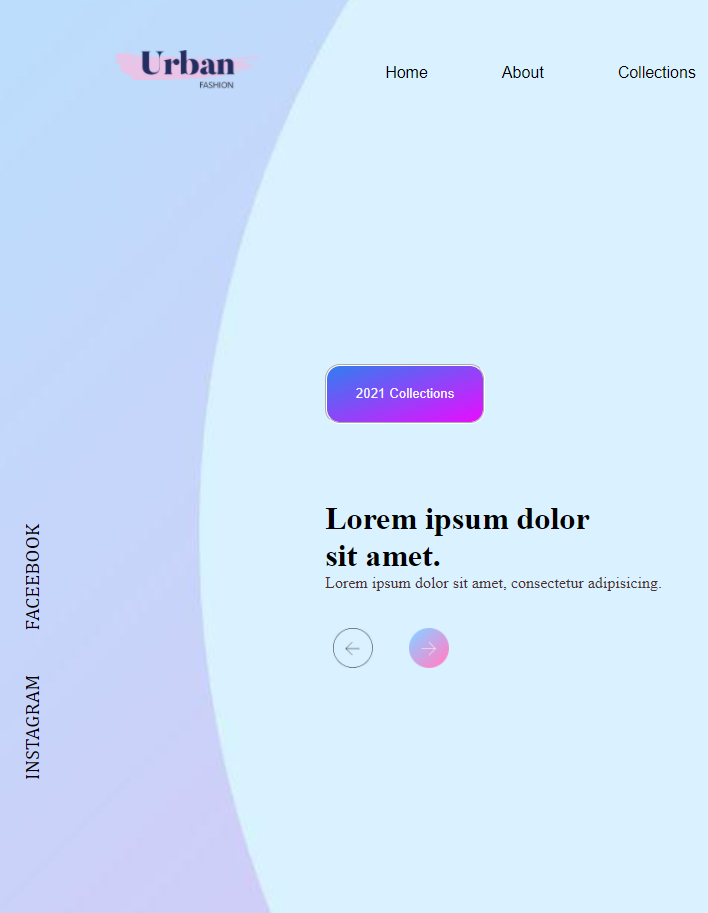 Urban
FASHION
Home About Collections
2021 Collections
Lorem ipsum dolor
sit amet.
Lorem ipsum dolor sit amet, consectetur adipisicing.
FACEEBOOK
INSTAGRAM